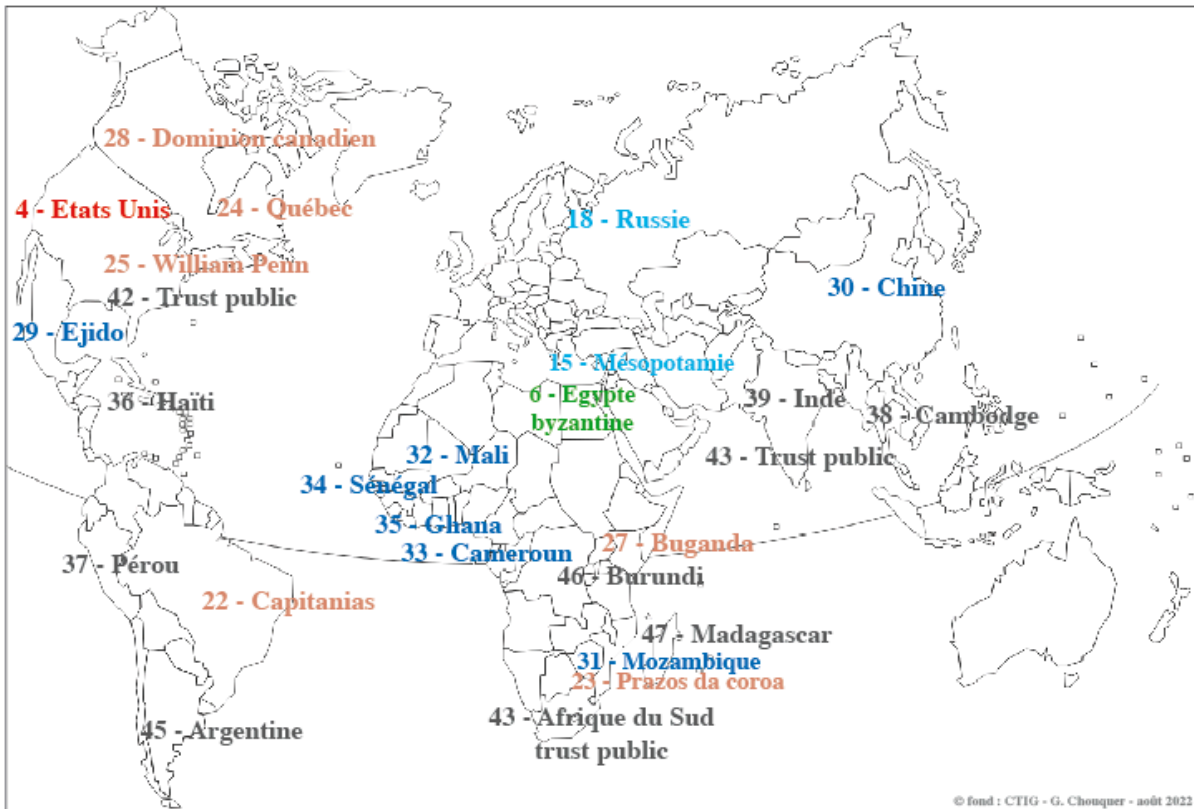 28 - Dominion canadien
4 - Etats Unis
24 - Québec
18 - Russie
25 - William Penn
42 - Trust public
30 - Chine
29 - Ejido
15 - Mésopotamie
36 - Haïti
6 - Egypte
byzantine
39 - Inde
38 - Cambodge
32 - Mali
43 - Trust public
34 - Sénégal
35 - Ghana
33 - Cameroun
27 - Buganda
37 - Pérou
46 - Burundi
22 - Capitanias
47 - Madagascar
31 - Mozambique
23 - Prazos da coroa
43 - Afrique du Sud
trust public
45 - Argentine
© fond : CTIG - G. Chouquer - août 2022